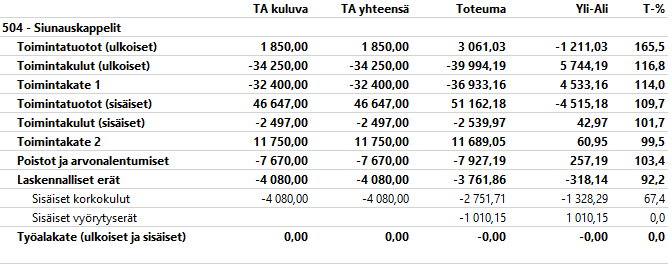 TA kuluva TA yhteensä Toteuma Yli-Ali T-%
504 - Siunauskappelit
Toimintatuotot (ulkoiset) 1 850,00 1 850,00 3 061,03 -1 211,03 165,5
Toimintakulut (ulkoiset) -34 250,00 -34 250,00 -39 994,19 5 744,19 116,8
Toimintakate 1 -32 400,00 -32 400,00 -36 933,16 4 533,16 114,0
Toimintatuotot (sisäiset) 46 647,00 46 647,00 51 162,18 -4 515,18 109,7
Toimintakulut (sisäiset) -2 497,00 -2 497,00 -2 539,97 42,97 101,7
Toimintakate 2 11 750,00 11 750,00 11 689,05 60,95 99,5
Poistot ja arvonalentumiset -7 670,00 -7 670,00 -7 927,19 257,19 103,4
Laskennalliset erät -4 080,00 -4 080,00 -3 761,86 -318,14 92,2
Sisäiset korkokulut -4 080,00 -4 080,00 -2 751,71 -1 328,29 67,4
Sisäiset vyörytyserät -1 010,15 1 010,15 0,0
Työalakate (ulkoiset ja sisäiset) 0,00 0,00 -0,00 -0,00 0,0